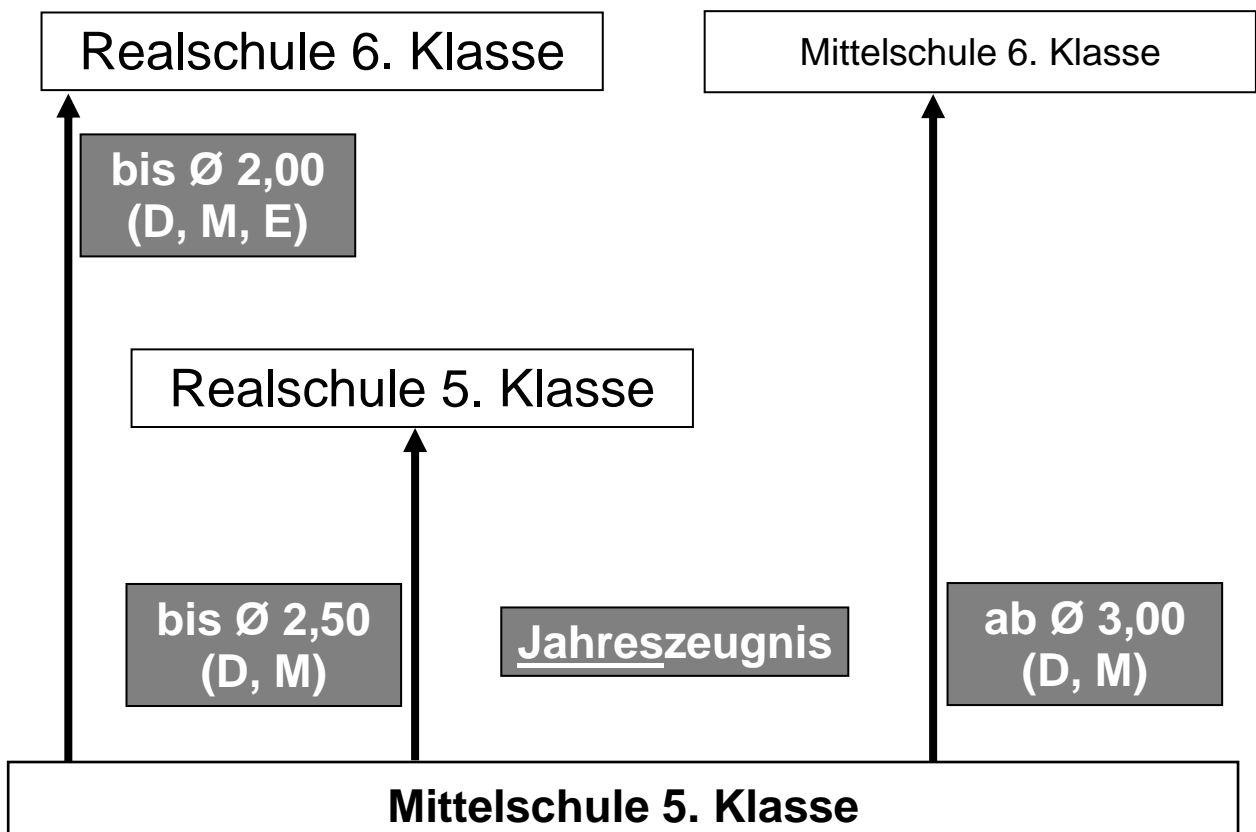 Realschule 6. Klasse
Mittelschule 6. Klasse
bis Ø 2,00
(D, M, E)
Realschule 5. Klasse
bis Ø 2,50
(D, M)
Jahreszeugnis
ab Ø 3,00
(D, M)
Mittelschule 5. Klasse